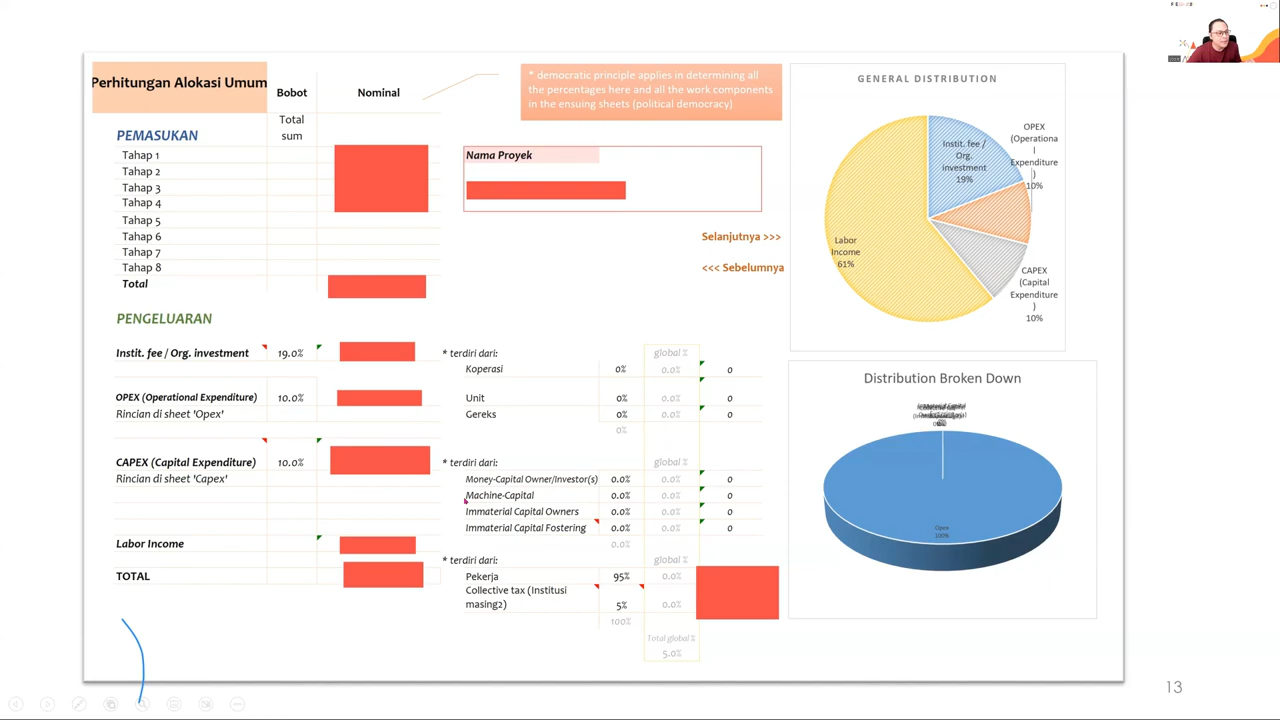 Perhitungan Alokasi Umum
Bobot
Nominal
* democratic principle applies in determining all
the percentages here and all the work components
in the ensuing sheets (political democracy)
Total
sum
PEMASUKAN
Tahap 1
Tahap 2
Tahap 3
Tahap 4
Tahap 5
Tahap 6
Tahap 7
Tahap 8
Total
Nama Proyek
Selanjutnya >>>
<<< Sebelumnya
PENGELUARAN
Instit. fee / Org. investment 19.0%
OPEX (Operational Expenditure) 10.0%
Rincian di sheet 'Opex'
CAPEX (Capital Expenditure) 10.0%
Rincian di sheet 'Capex'
Labor Income
TOTAL
* terdiri dari: global %
Koperasi 0% 0.0% 0
Unit 0% 0.0% 0
Gereks 0% 0.0% 0
0%
* terdiri dari: global %
Money-Capital Owner/Investor(s) 0.0% 0.0% 0
Machine-Capital 0.0% 0.0% 0
Immaterial Capital Owners 0.0% 0.0% 0
Immaterial Capital Fostering 0.0% 0.0% 0
0.0%
* terdiri dari: global %
Pekerja 95% 0.0%
Collective tax (Institusi
masing2) 5% 0.0%
100%
Total global %
5.0%
GENERAL DISTRIBUTION
Instit. fee /
Org.
investment
19%
OPEX
(Operationa
l
Expenditure
)
10%
CAPEX
(Capital
Expenditure
)
10%
Labor
Income
61%
Distribution Broken Down
Opex
100%
13